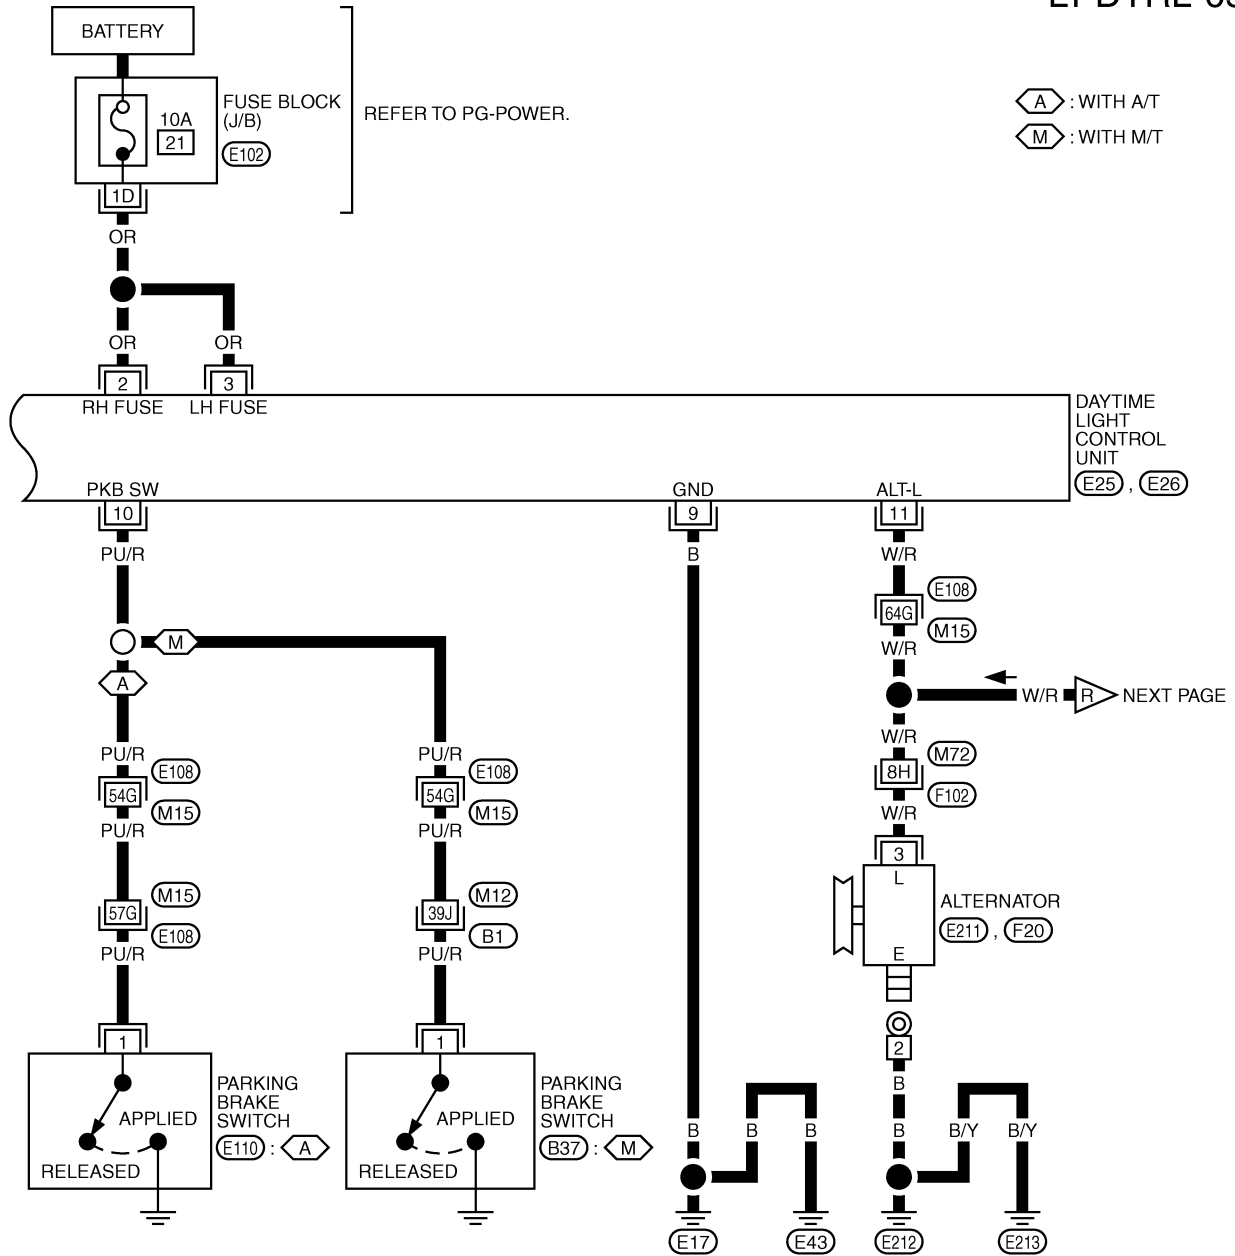 BATTERY
FUSE BLOCK
(J/B)
REFER TO PG-POWER.
10A
21
E102
1D
A : WITH A/T
M : WITH M/T
OR
OR OR
2 3
RH FUSE LH FUSE
DAYTIME
LIGHT
CONTROL
UNIT
E25 , E26
PKB SW GND ALT-L
10 9 11
PU/R B W/R
E108
64G
M15
W/R
M
A
W/R R NEXT PAGE
W/R
PU/R PU/R
M72
8H
F102
E108 E108
54G 54G
M15 M15
W/R
PU/R PU/R
3
L
ALTERNATOR
E211 , F20
E
M15 M12
57G 39J
E108 B1
PU/R PU/R
1 1
2
PARKING
BRAKE
SWITCH
E110 : A
APPLIED
RELEASED
PARKING
BRAKE
SWITCH
B37 : M
APPLIED
RELEASED
B
B B B B B/Y B/Y
E17 E43 E212 E213